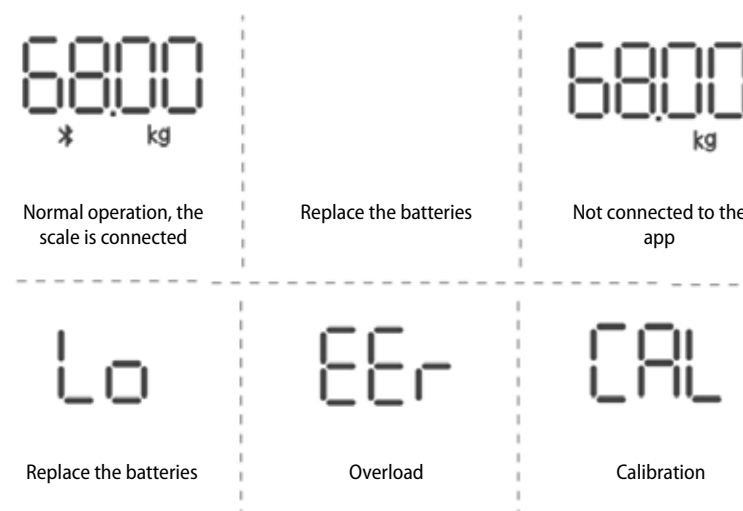 68.00
68.00
kg
kg
Normal operation, the
scale is connected
Replace the batteries
Not connected to the
app
Lo
EEr
CAL
Replace the batteries
Overload
Calibration